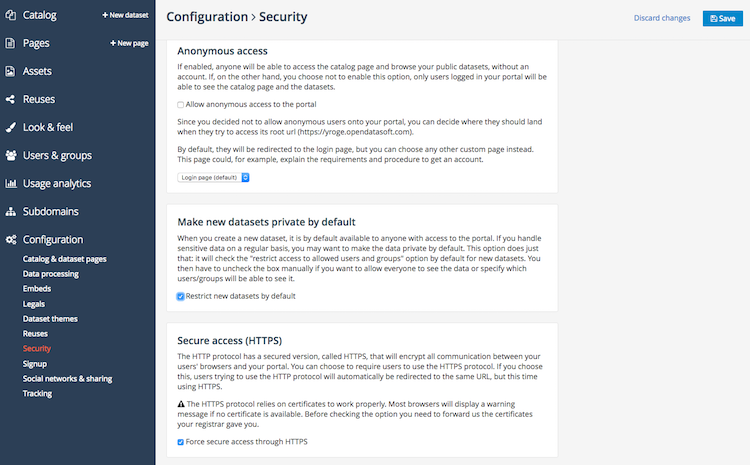 Catalog
+ New dataset
Pages
+ New page
Assets
Reuses
Look & feel
Users & groups
Usage analytics
Subdomains
Configuration
Catalog & dataset pages
Data processing
Embeds
Legals
Dataset themes
Reuses
Security
Signup
Social networks & sharing
Tracking
Configuration > Security
Discard changes
Save
Anonymous access
If enabled, anyone will be able to access the catalog page and browse your public datasets, without an
account. If, on the other hand, you choose not to enable this option, only users logged in your portal will be
able to see the catalog page and the datasets.
Allow anonymous access to the portal
Since you decided not to allow anonymous users onto your portal, you can decide where they should land
when they try to access its root url (https://yroge.opendatasoft.com).
By default, they will be redirected to the login page, but you can choose any other custom page instead.
This page could, for example, explain the requirements and procedure to get an account.
Login page (default)
Make new datasets private by default
When you create a new dataset, it is by default available to anyone with access to the portal. If you handle
sensitive data on a regular basis, you may want to make the data private by default. This option does just
that: it will check the "restrict access to allowed users and groups" option by default for new datasets. You
then have to uncheck the box manually if you want to allow everyone to see the data or specify which
users/groups will be able to see it.
Restrict new datasets by default
Secure access (HTTPS)
The HTTP protocol has a secured version, called HTTPS, that will encrypt all communication between your
users' browsers and your portal. You can choose to require users to use the HTTPS protocol. If you choose
this, users trying to use the HTTP protocol will automatically be redirected to the same URL, but this time
using HTTPS.
The HTTPS protocol relies on certificates to work properly. Most browsers will display a warning
message if no certificate is available. Before checking the option you need to forward us the certificates
your registrar gave you.
Force secure access through HTTPS